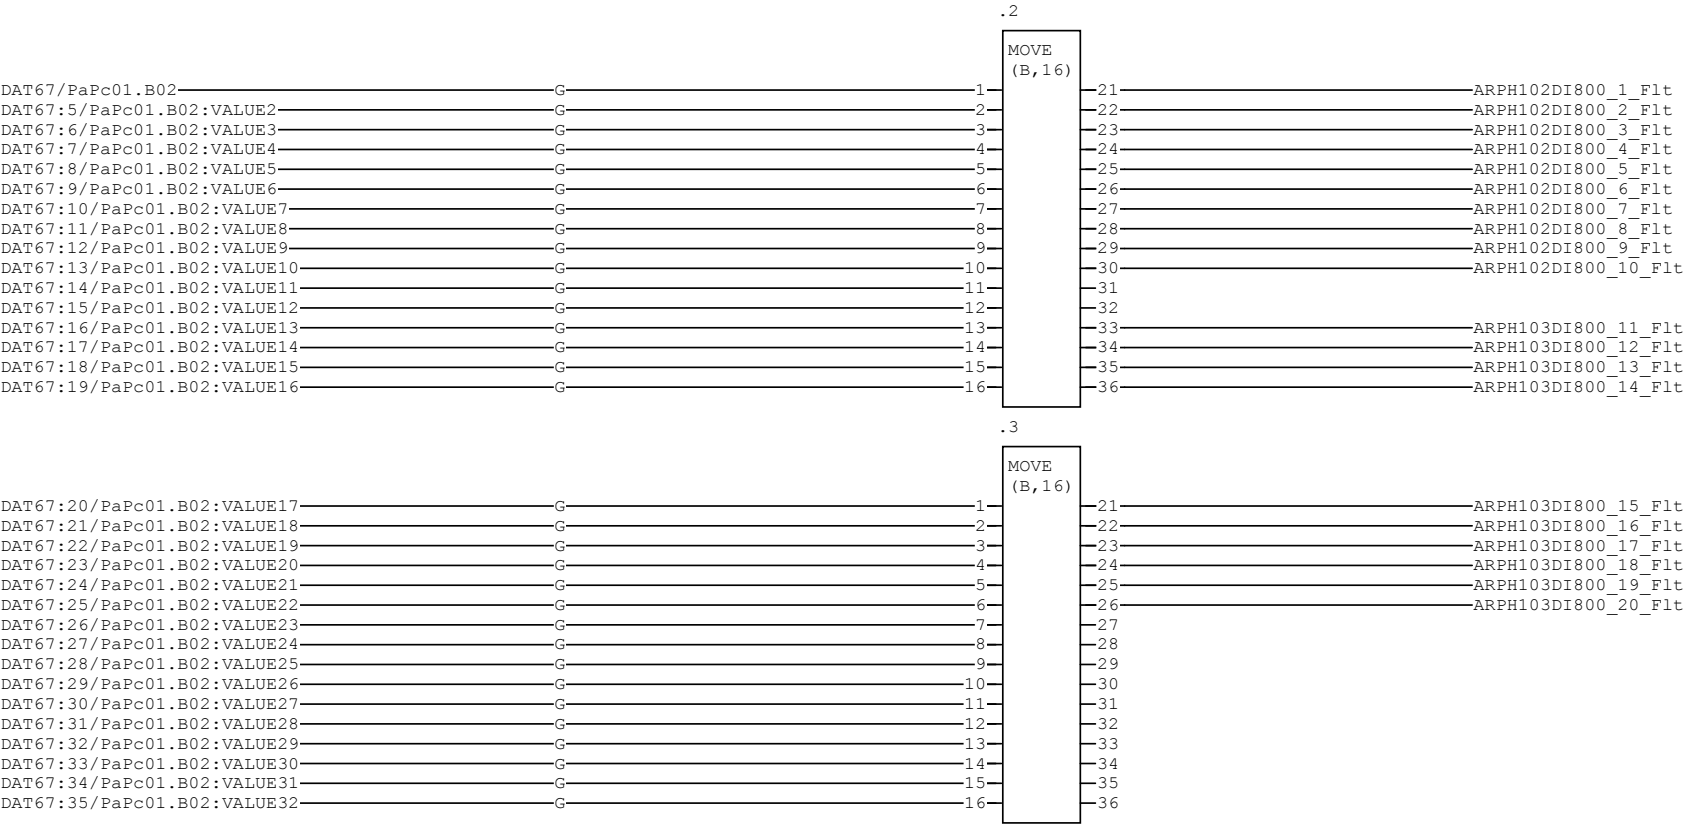 .2
MOVE
(B,16)
DAT67/PaPc01.B02 G 1 21 ARPH102DI800_1_Flt
DAT67:5/PaPc01.B02:VALUE2 G 2 22 ARPH102DI800_2_Flt
DAT67:6/PaPc01.B02:VALUE3 G 3 23 ARPH102DI800_3_Flt
DAT67:7/PaPc01.B02:VALUE4 G 4 24 ARPH102DI800_4_Flt
DAT67:8/PaPc01.B02:VALUE5 G 5 25 ARPH102DI800_5_Flt
DAT67:9/PaPc01.B02:VALUE6 G 6 26 ARPH102DI800_6_Flt
DAT67:10/PaPc01.B02:VALUE7 G 7 27 ARPH102DI800_7_Flt
DAT67:11/PaPc01.B02:VALUE8 G 8 28 ARPH102DI800_8_Flt
DAT67:12/PaPc01.B02:VALUE9 G 9 29 ARPH102DI800_9_Flt
DAT67:13/PaPc01.B02:VALUE10 G 10 30 ARPH102DI800_10_Flt
DAT67:14/PaPc01.B02:VALUE11 G 11 31
DAT67:15/PaPc01.B02:VALUE12 G 12 32
DAT67:16/PaPc01.B02:VALUE13 G 13 33 ARPH103DI800_11_Flt
DAT67:17/PaPc01.B02:VALUE14 G 14 34 ARPH103DI800_12_Flt
DAT67:18/PaPc01.B02:VALUE15 G 15 35 ARPH103DI800_13_Flt
DAT67:19/PaPc01.B02:VALUE16 G 16 36 ARPH103DI800_14_Flt
.3
MOVE
(B,16)
DAT67:20/PaPc01.B02:VALUE17 G 1 21 ARPH103DI800_15_Flt
DAT67:21/PaPc01.B02:VALUE18 G 2 22 ARPH103DI800_16_Flt
DAT67:22/PaPc01.B02:VALUE19 G 3 23 ARPH103DI800_17_Flt
DAT67:23/PaPc01.B02:VALUE20 G 4 24 ARPH103DI800_18_Flt
DAT67:24/PaPc01.B02:VALUE21 G 5 25 ARPH103DI800_19_Flt
DAT67:25/PaPc01.B02:VALUE22 G 6 26 ARPH103DI800_20_Flt
DAT67:26/PaPc01.B02:VALUE23 G 7 27
DAT67:27/PaPc01.B02:VALUE24 G 8 28
DAT67:28/PaPc01.B02:VALUE25 G 9 29
DAT67:29/PaPc01.B02:VALUE26 G 10 30
DAT67:30/PaPc01.B02:VALUE27 G 11 31
DAT67:31/PaPc01.B02:VALUE28 G 12 32
DAT67:32/PaPc01.B02:VALUE29 G 13 33
DAT67:33/PaPc01.B02:VALUE30 G 14 34
DAT67:34/PaPc01.B02:VALUE31 G 15 35
DAT67:35/PaPc01.B02:VALUE32 G 16 36